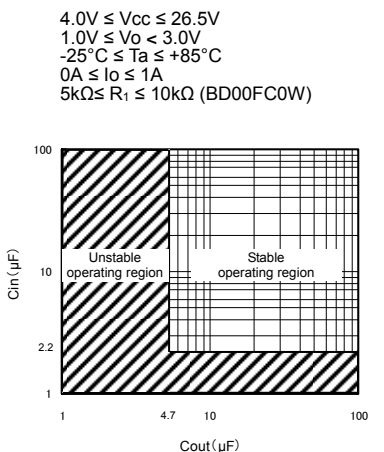 4.0V ≤ Vcc ≤ 26.5V
1.0V ≤ Vo < 3.0V
-25°C ≤ Ta ≤ +85°C
0A ≤ Io ≤ 1A
5kΩ≤ R₁ ≤ 10kΩ (BD00FC0W)
100
Unstable
operating region
Stable
operating region
Cin(µF)
10
2.2
1
1
4.7
10
100
Cout(µF)